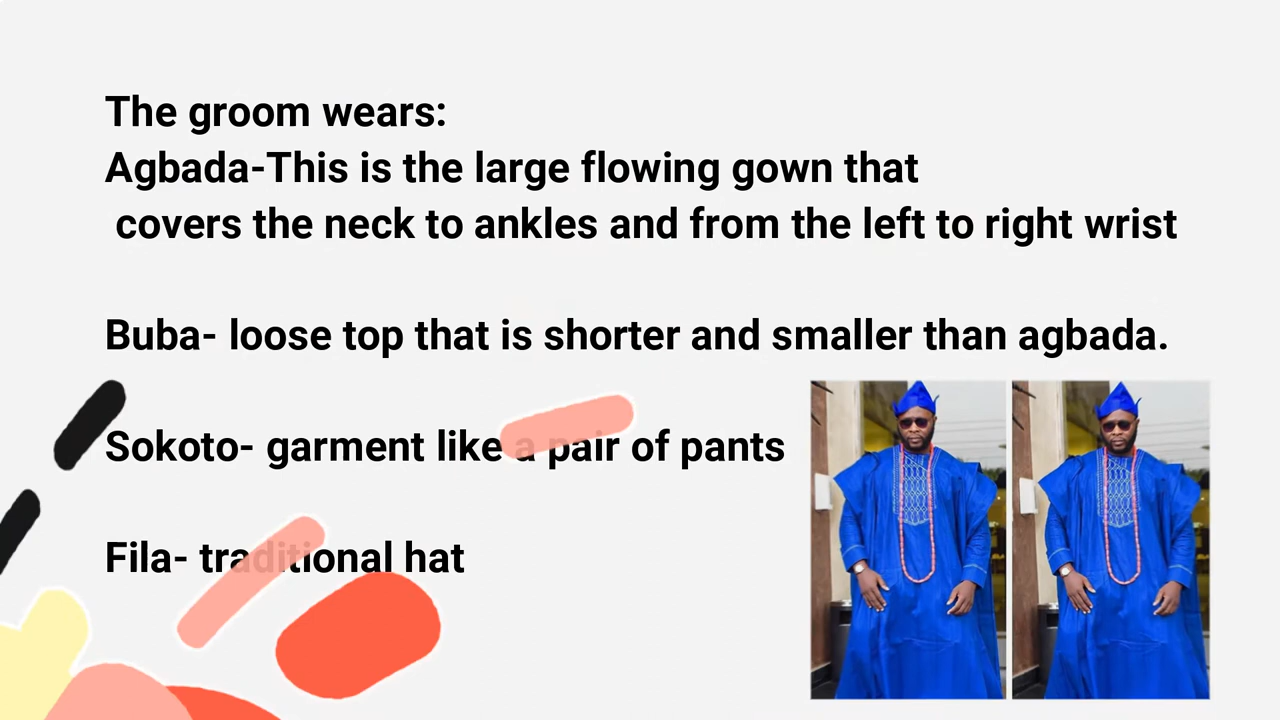 The groom wears:
Agbada-This is the large flowing gown that
covers the neck to ankles and from the left to right wrist
Buba- loose top that is shorter and smaller than agbada.
Sokoto- garment like a pair of pants
Fila- traditional hat